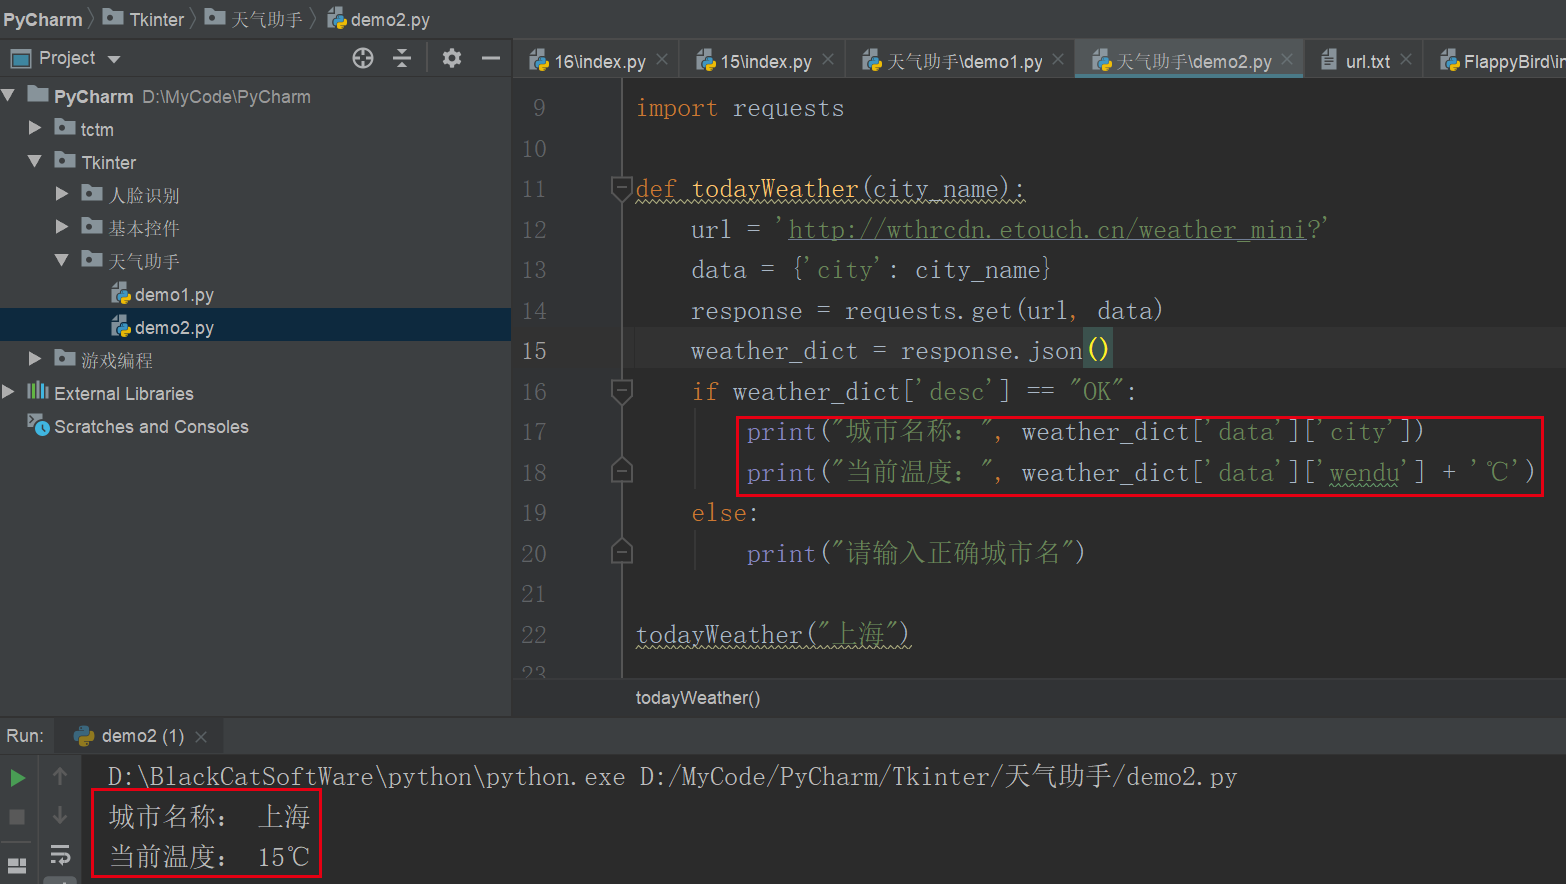 PyCharm Tkinter 天气助手 demo2.py
Project
16\index.py 15\index.py 天气助手\demo1.py 天气助手\demo2.py url.txt FlappyBird\in
PyCharm D:\MyCode\PyCharm
tctm
Tkinter
人脸识别
基本控件
天气助手
demo1.py
demo2.py
游戏编程
External Libraries
Scratches and Consoles
9 import requests
10
11 def todayWeather(city_name):
12 url = 'http://wthrcdn.etouch.cn/weather_mini?'
13 data = {'city': city_name}
14 response = requests.get(url, data)
15 weather_dict = response.json()
16 if weather_dict['desc'] == "OK":
17 print("城市名称: ", weather_dict['data']['city'])
18 print("当前温度: ", weather_dict['data']['wendu'] + '℃')
19 else:
20 print("请输入正确城市名")
21
22 todayWeather("上海")
23
todayWeather()
Run: demo2 (1)
D:\BlackCatSoftWare\python\python.exe D:/MyCode/PyCharm/Tkinter/天气助手/demo2.py
城市名称: 上海
当前温度: 15℃